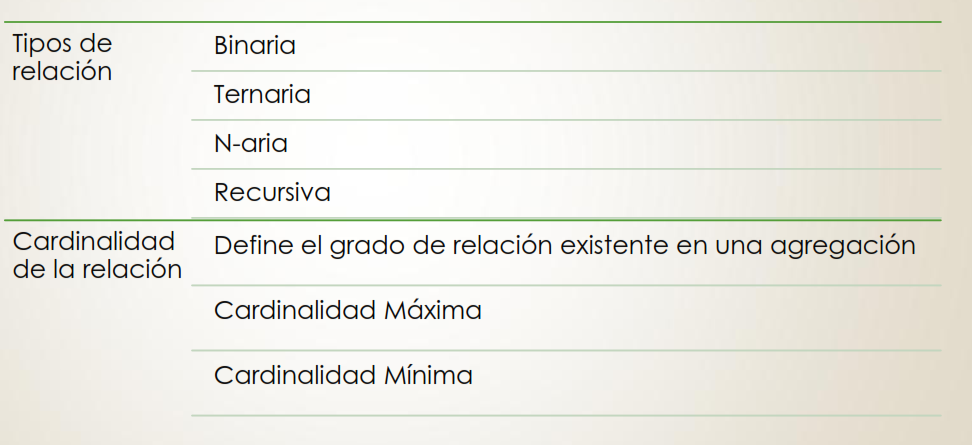 Tipos de
relación
Binaria
Ternaria
N-aria
Recursiva
Cardinalidad
de la relación
Define el grado de relación existente en una agregación
Cardinalidad Máxima
Cardinalidad Mínima